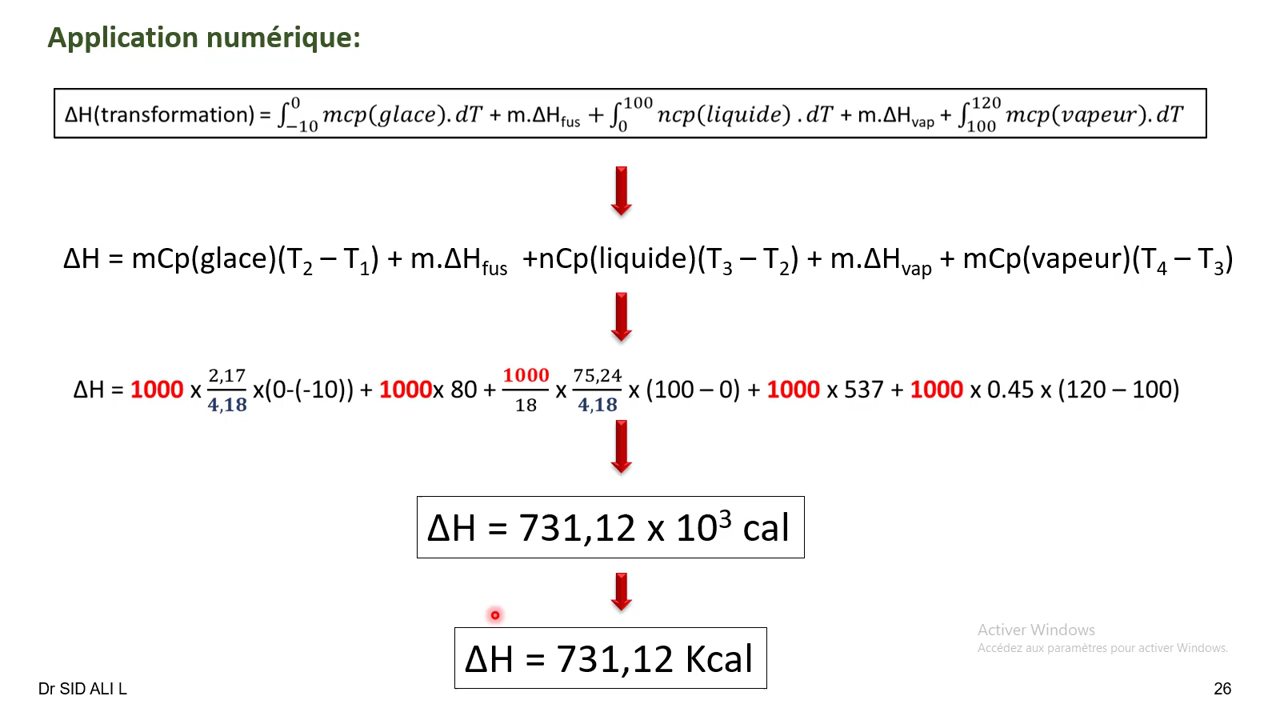 Application numérique:
ΔH(transformation) = ∫₋₁₀⁰ mcp(glace).dT + m.ΔHfus + ∫₀¹⁰⁰ ncp(liquide) .dT + m.ΔHvap + ∫₁₀₀¹²⁰ mcp(vapeur).dT
ΔH = mCp(glace)(T₂ – T₁) + m.ΔHfus +nCp(liquide)(T₃ – T₂) + m.ΔHvap + mCp(vapeur)(T₄ – T₃)
ΔH = 1000 x 2,17/4,18 x(0-(-10)) + 1000x 80 + 1000/18 x 75,24/4,18 x (100 – 0) + 1000 x 537 + 1000 x 0.45 x (120 – 100)
ΔH = 731,12 x 10³ cal
ΔH = 731,12 Kcal
Activer Windows
Accédez aux paramètres pour activer Windows.
Dr SID ALI L
26